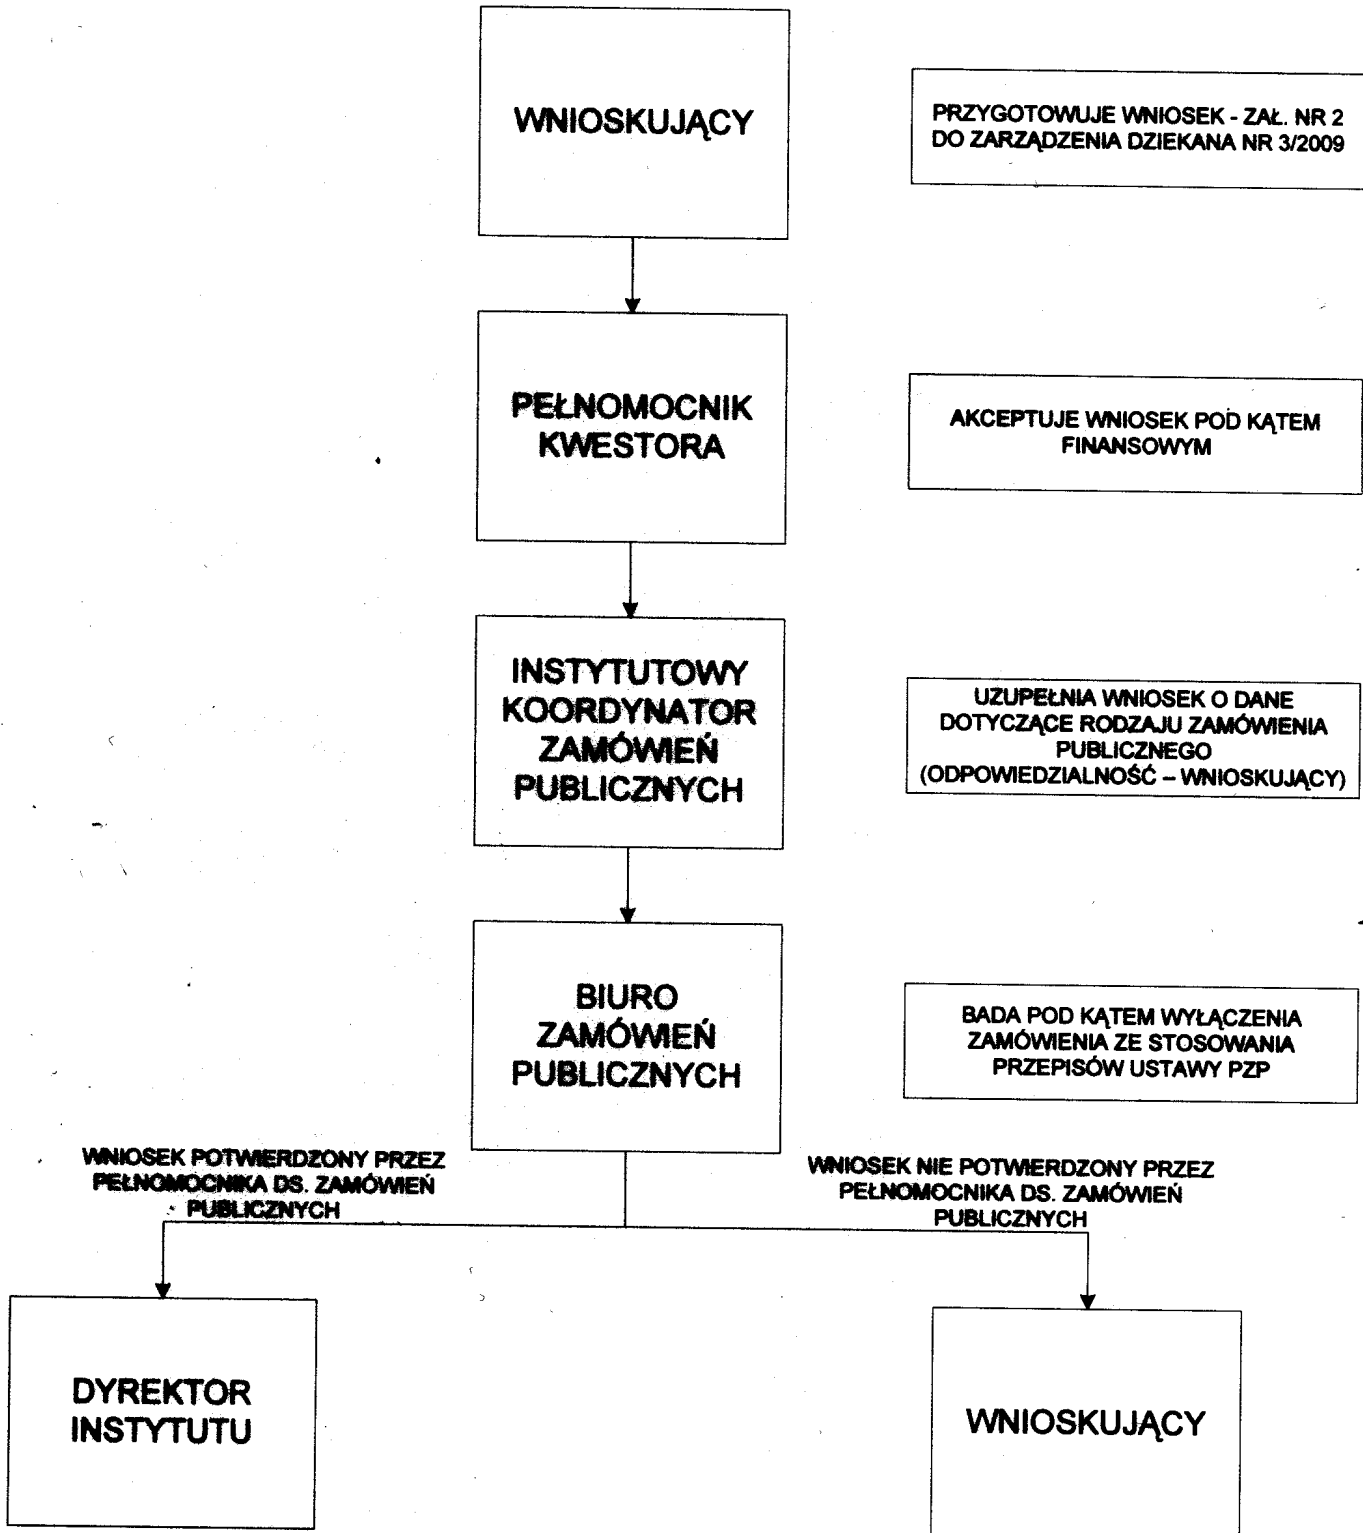 WNIOSKUJĄCY
PRZYGOTOWUJE WNIOSEK - ZAŁ. NR 2
DO ZARZĄDZENIA DZIEKANA NR 3/2009
PEŁNOMOCNIK
KWESTORA
AKCEPTUJE WNIOSEK POD KĄTEM
FINANSOWYM
INSTYTUTOWY
KOORDYNATOR
ZAMÓWIEŃ
PUBLICZNYCH
UZUPEŁNIA WNIOSEK O DANE
DOTYCZĄCE RODZAJU ZAMÓWIENIA
PUBLICZNEGO
(ODPOWIEDZIALNOŚĆ – WNIOSKUJĄCY)
BIURO
ZAMÓWIEŃ
PUBLICZNYCH
BADA POD KĄTEM WYŁĄCZENIA
ZAMÓWIENIA ZE STOSOWANIA
PRZEPISÓW USTAWY PZP
WNIOSEK POTWIERDZONY PRZEZ
PEŁNOMOCNIKA DS. ZAMÓWIEŃ
PUBLICZNYCH
WNIOSEK NIE POTWIERDZONY PRZEZ
PEŁNOMOCNIKA DS. ZAMÓWIEŃ
PUBLICZNYCH
DYREKTOR
INSTYTUTU
WNIOSKUJĄCY